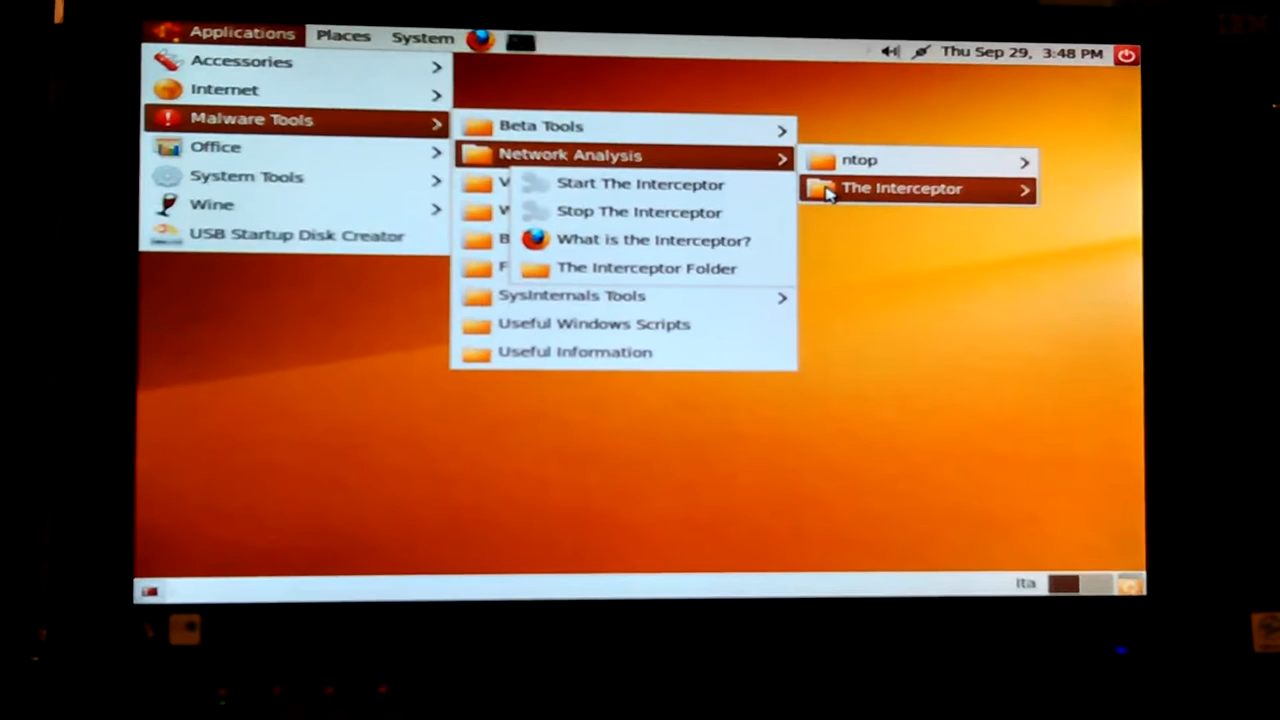 Applications Places System
Thu Sep 29, 3:48 PM
Accessories
Internet
Malware Tools
Office
System Tools
Wine
USB Startup Disk Creator
Beta Tools
Network Analysis
V
W
B
F
SysInternals Tools
Useful Windows Scripts
Useful Information
ntop
The Interceptor
Start The Interceptor
Stop The Interceptor
What is the Interceptor?
The Interceptor Folder
Ita
IBM